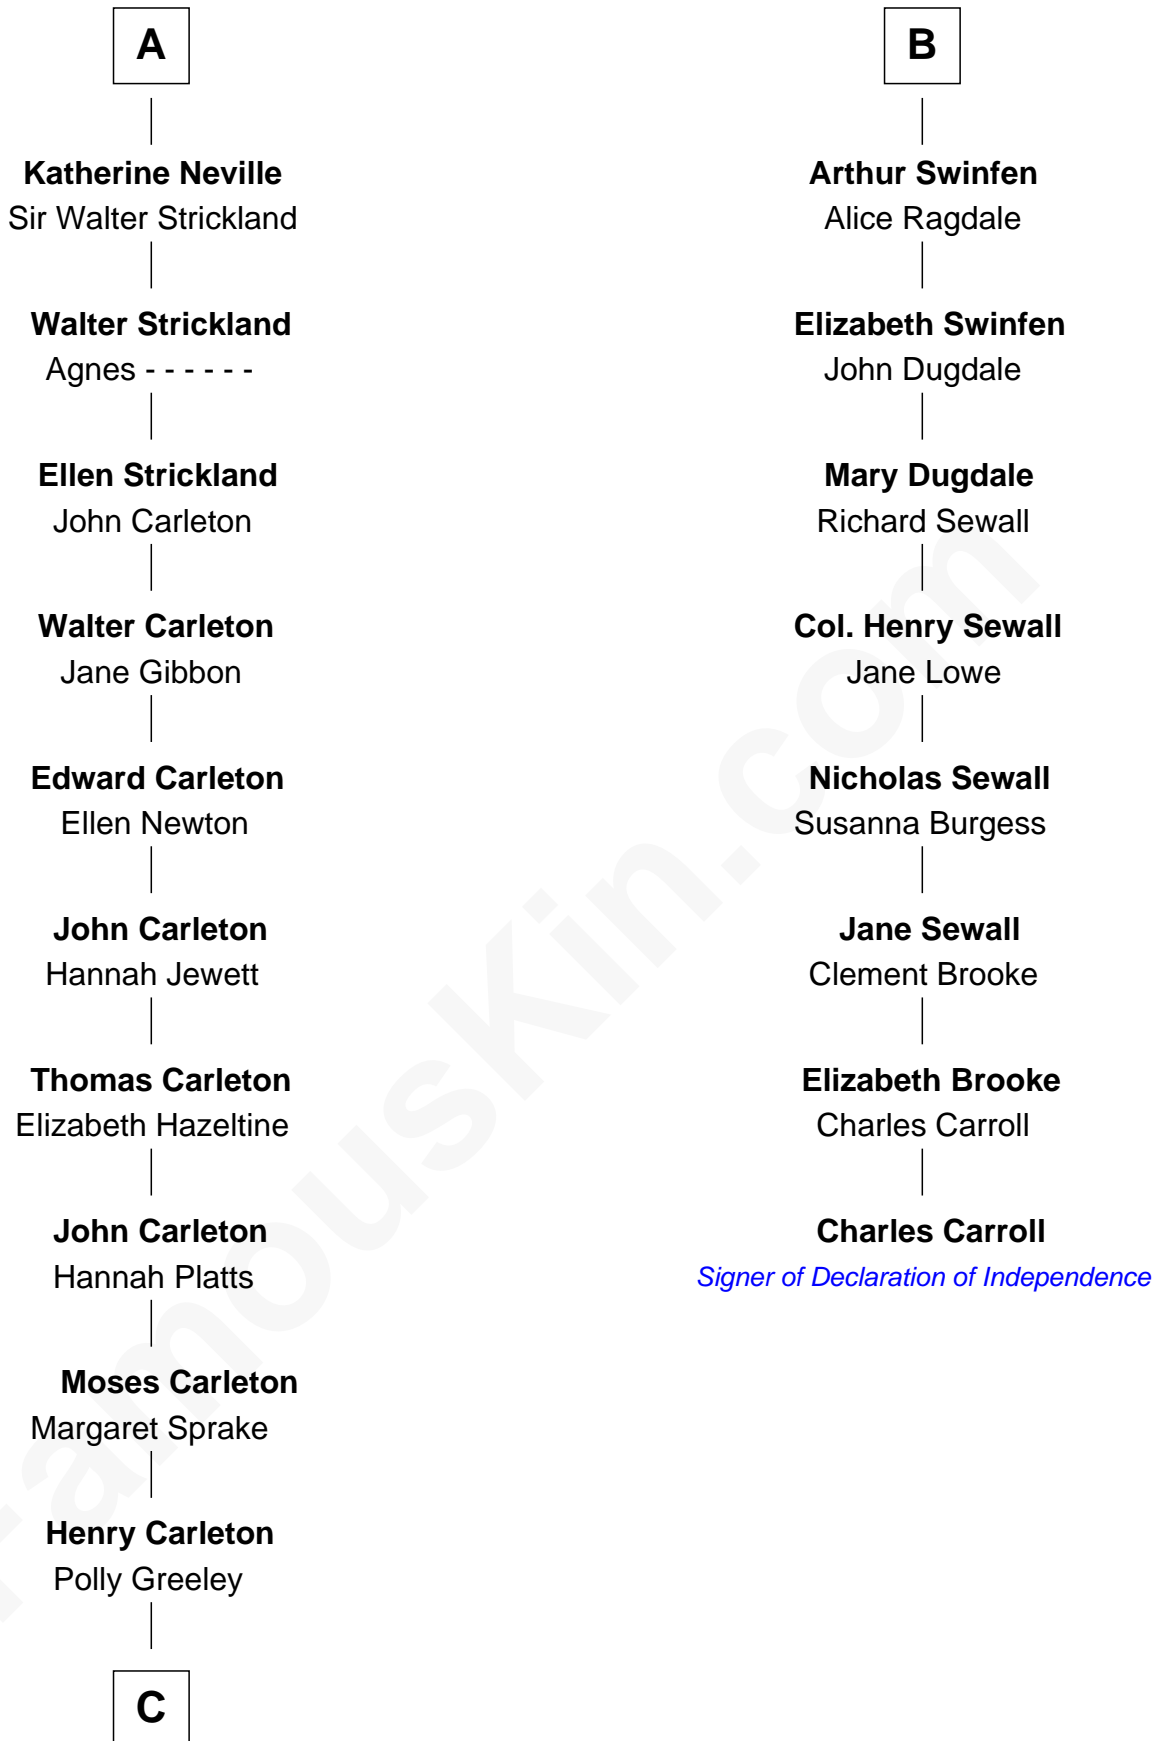 A
Katherine Neville
Sir Walter Strickland
Walter Strickland
Agnes - - - - - -
Ellen Strickland
John Carleton
Walter Carleton
Jane Gibbon
Edward Carleton
Ellen Newton
John Carleton
Hannah Jewett
Thomas Carleton
Elizabeth Hazeltine
John Carleton
Hannah Platts
Moses Carleton
Margaret Sprake
Henry Carleton
Polly Greeley
C
B
Arthur Swinfen
Alice Ragdale
Elizabeth Swinfen
John Dugdale
Mary Dugdale
Richard Sewall
Col. Henry Sewall
Jane Lowe
Nicholas Sewall
Susanna Burgess
Jane Sewall
Clement Brooke
Elizabeth Brooke
Charles Carroll
Charles Carroll
Signer of Declaration of Independence
FamousKin.com